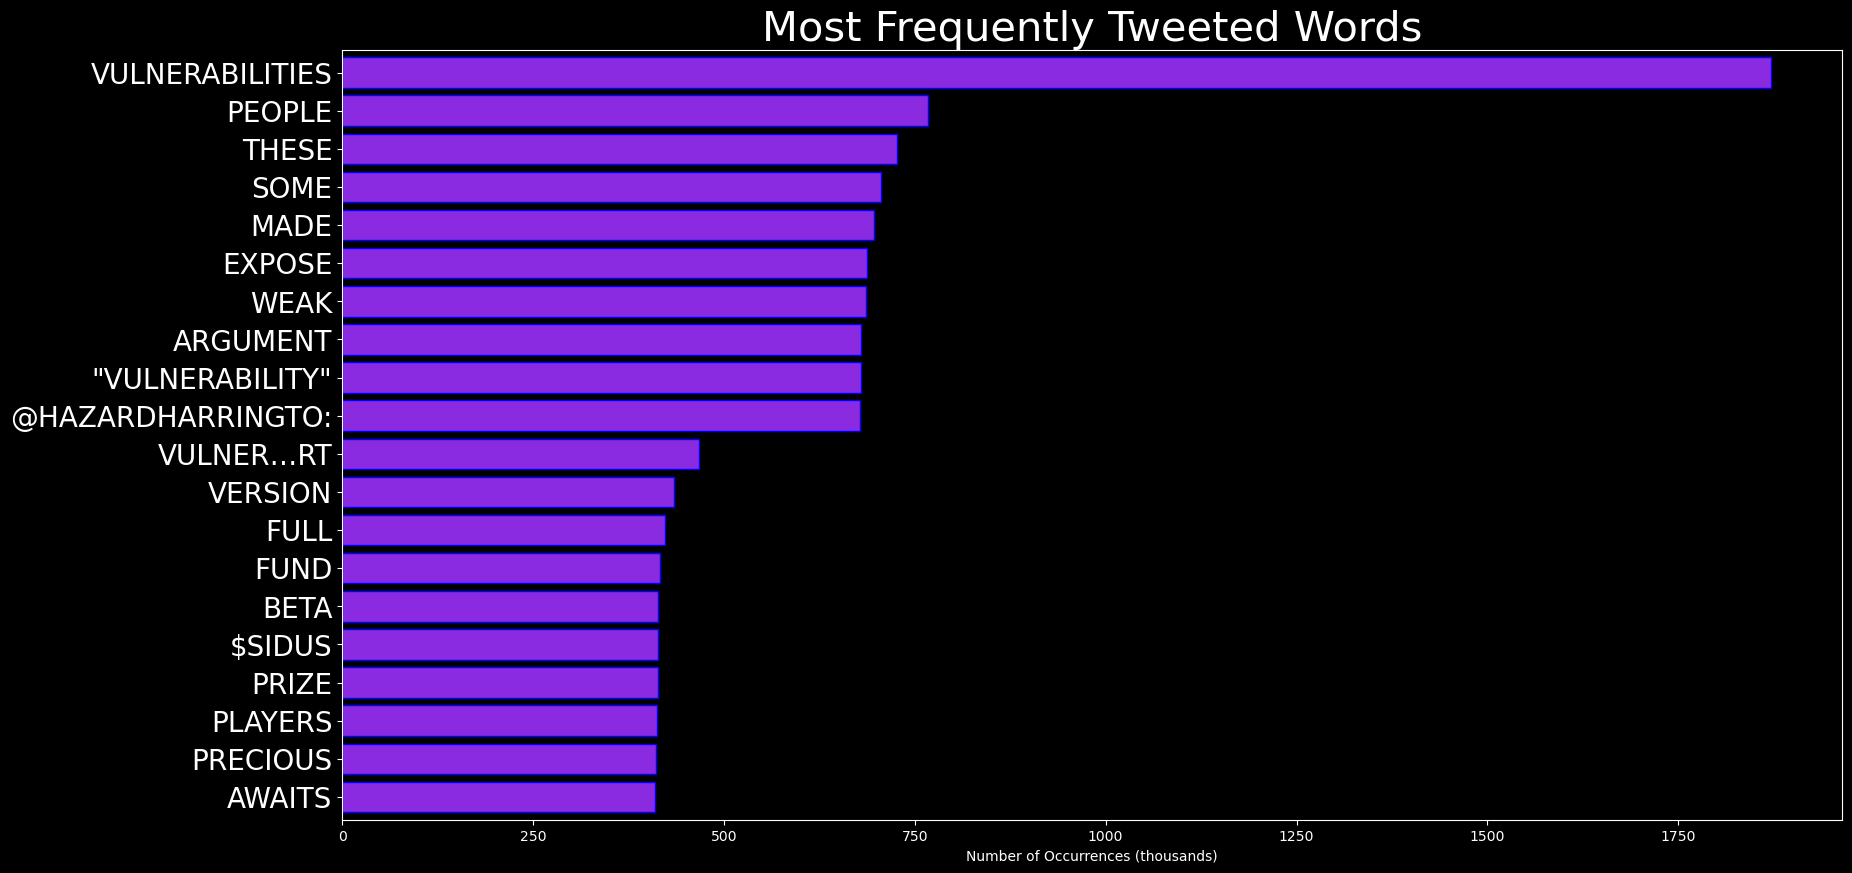 Most Frequently Tweeted Words
VULNERABILITIES
PEOPLE
THESE
SOME
MADE
EXPOSE
WEAK
ARGUMENT
"VULNERABILITY"
@HAZARDHARRINGTO:
VULNER...RT
VERSION
FULL
FUND
BETA
$SIDUS
PRIZE
PLAYERS
PRECIOUS
AWAITS
0 250 500 750 1000 1250 1500 1750
Number of Occurrences (thousands)